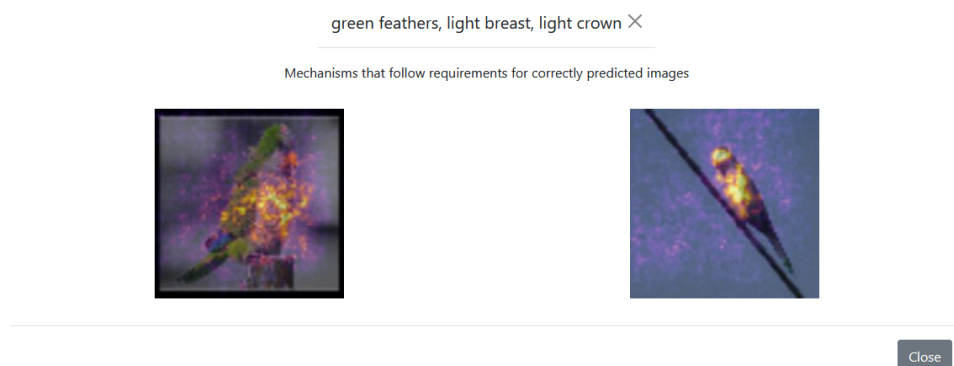 green feathers, light breast, light crown ×
Mechanisms that follow requirements for correctly predicted images
Close